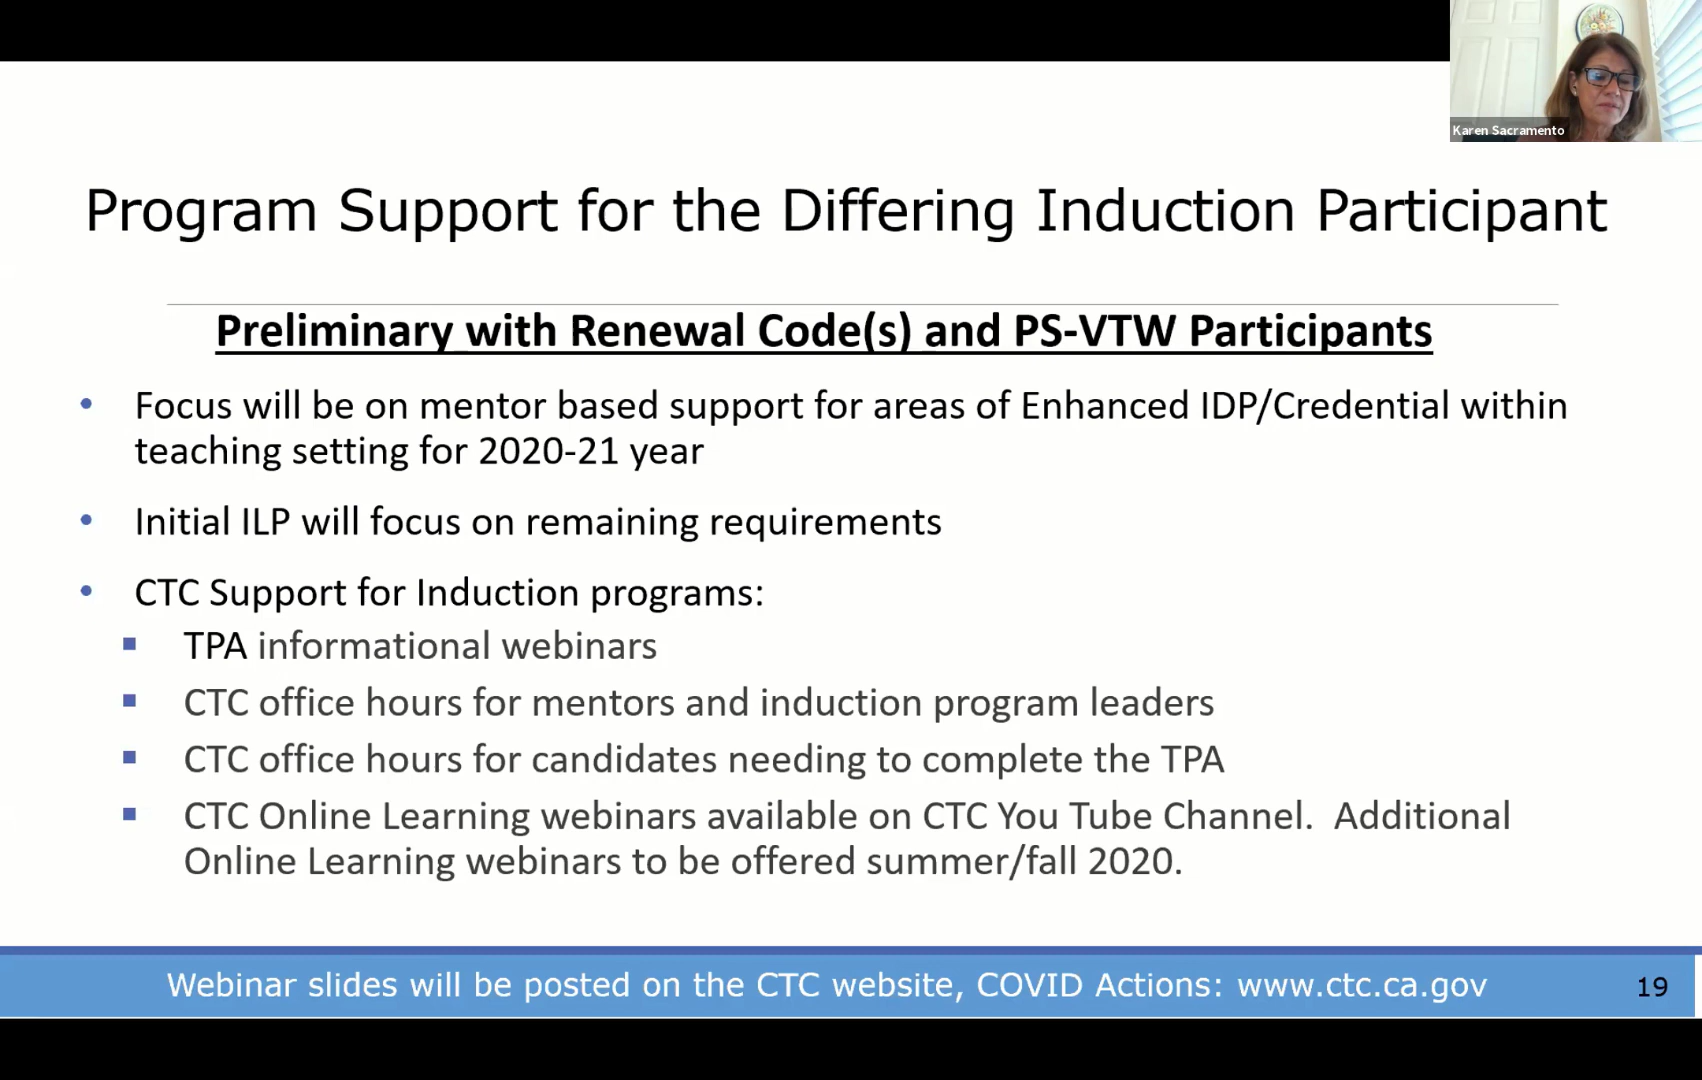 Karen Sacramento
Program Support for the Differing Induction Participant
Preliminary with Renewal Code(s) and PS-VTW Participants
• Focus will be on mentor based support for areas of Enhanced IDP/Credential within
teaching setting for 2020-21 year
• Initial ILP will focus on remaining requirements
• CTC Support for Induction programs:
▪ TPA informational webinars
▪ CTC office hours for mentors and induction program leaders
▪ CTC office hours for candidates needing to complete the TPA
▪ CTC Online Learning webinars available on CTC You Tube Channel.  Additional
Online Learning webinars to be offered summer/fall 2020.
Webinar slides will be posted on the CTC website, COVID Actions: www.ctc.ca.gov
19